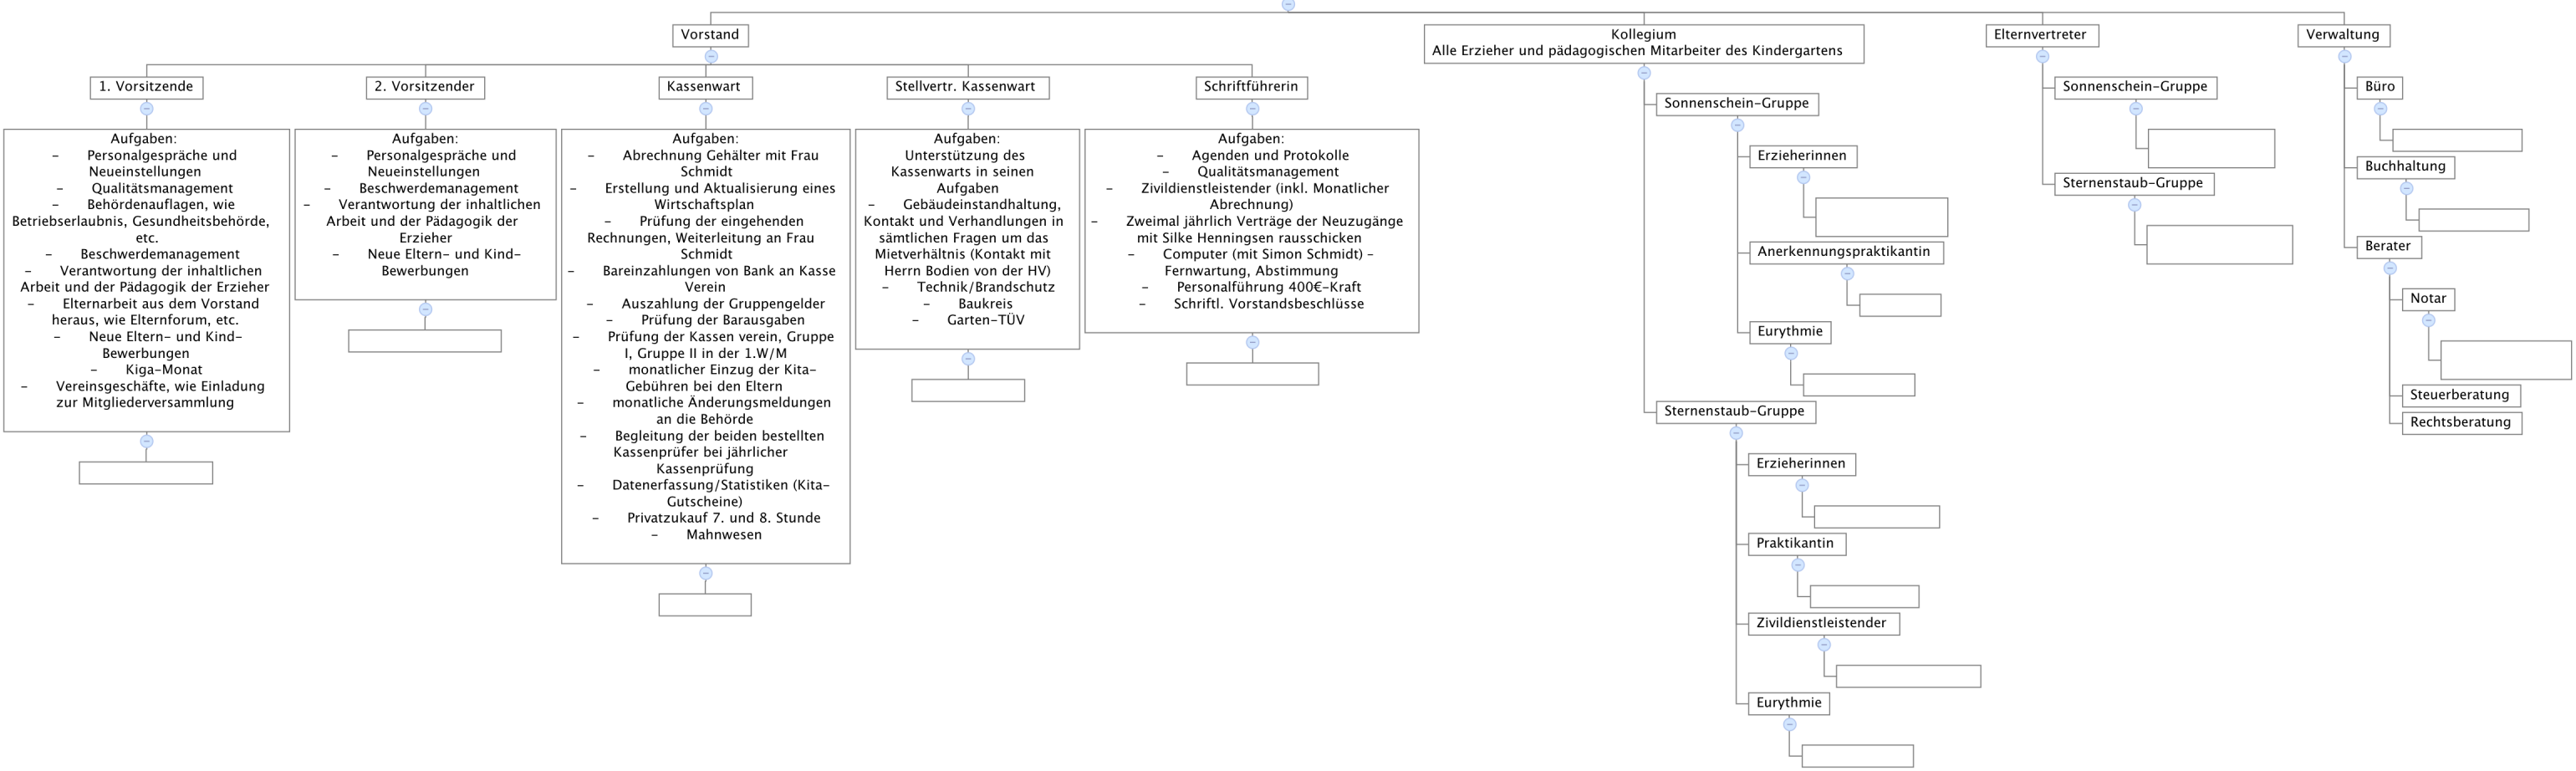 Vorstand
1. Vorsitzende
Aufgaben:
– Personalgespräche und
Neueinstellungen
– Qualitätsmanagement
– Behördenauflagen, wie
Betriebserlaubnis, Gesundheitsbehörde,
etc.
– Beschwerdemanagement
– Verantwortung der inhaltlichen
Arbeit und der Pädagogik der Erzieher
– Elternarbeit aus dem Vorstand
heraus, wie Elternforum, etc.
– Neue Eltern- und Kind-
Bewerbungen
– Kiga-Monat
– Vereinsgeschäfte, wie Einladung
zur Mitgliederversammlung
2. Vorsitzender
Aufgaben:
– Personalgespräche und
Neueinstellungen
– Beschwerdemanagement
– Verantwortung der inhaltlichen
Arbeit und der Pädagogik der
Erzieher
– Neue Eltern- und Kind-
Bewerbungen
Kassenwart
Aufgaben:
– Abrechnung Gehälter mit Frau
Schmidt
– Erstellung und Aktualisierung eines
Wirtschaftsplan
– Prüfung der eingehenden
Rechnungen, Weiterleitung an Frau
Schmidt
– Bareinzahlungen von Bank an Kasse
Verein
– Auszahlung der Gruppengelder
– Prüfung der Barausgaben
– Prüfung der Kassen verein, Gruppe
I, Gruppe II in der 1.W/M
– monatlicher Einzug der Kita-
Gebühren bei den Eltern
– monatliche Änderungsmeldungen
an die Behörde
– Begleitung der beiden bestellten
Kassenprüfer bei jährlicher
Kassenprüfung
– Datenerfassung/Statistiken (Kita-
Gutscheine)
– Privatzukauf 7. und 8. Stunde
– Mahnwesen
Stellvertr. Kassenwart
Aufgaben:
Unterstützung des
Kassenwarts in seinen
Aufgaben
– Gebäudeinstandhaltung,
Kontakt und Verhandlungen in
sämtlichen Fragen um das
Mietverhältnis (Kontakt mit
Herrn Bodien von der HV)
– Technik/Brandschutz
– Baukreis
– Garten-TÜV
Schriftführerin
Aufgaben:
– Agenden und Protokolle
– Qualitätsmanagement
– Zivildienstleistender (inkl. Monatlicher
Abrechnung)
– Zweimal jährlich Verträge der Neuzugänge
mit Silke Henningsen rausschicken
– Computer (mit Simon Schmidt) –
Fernwartung, Abstimmung
– Personalführung 400€-Kraft
– Schriftl. Vorstandsbeschlüsse
Kollegium
Alle Erzieher und pädagogischen Mitarbeiter des Kindergartens
Sonnenschein-Gruppe
Erzieherinnen
Anerkennungspraktikantin
Eurythmie
Sternenstaub-Gruppe
Erzieherinnen
Praktikantin
Zivildienstleistender
Eurythmie
Elternvertreter
Sonnenschein-Gruppe
Sternenstaub-Gruppe
Verwaltung
Büro
Buchhaltung
Berater
Notar
Steuerberatung
Rechtsberatung